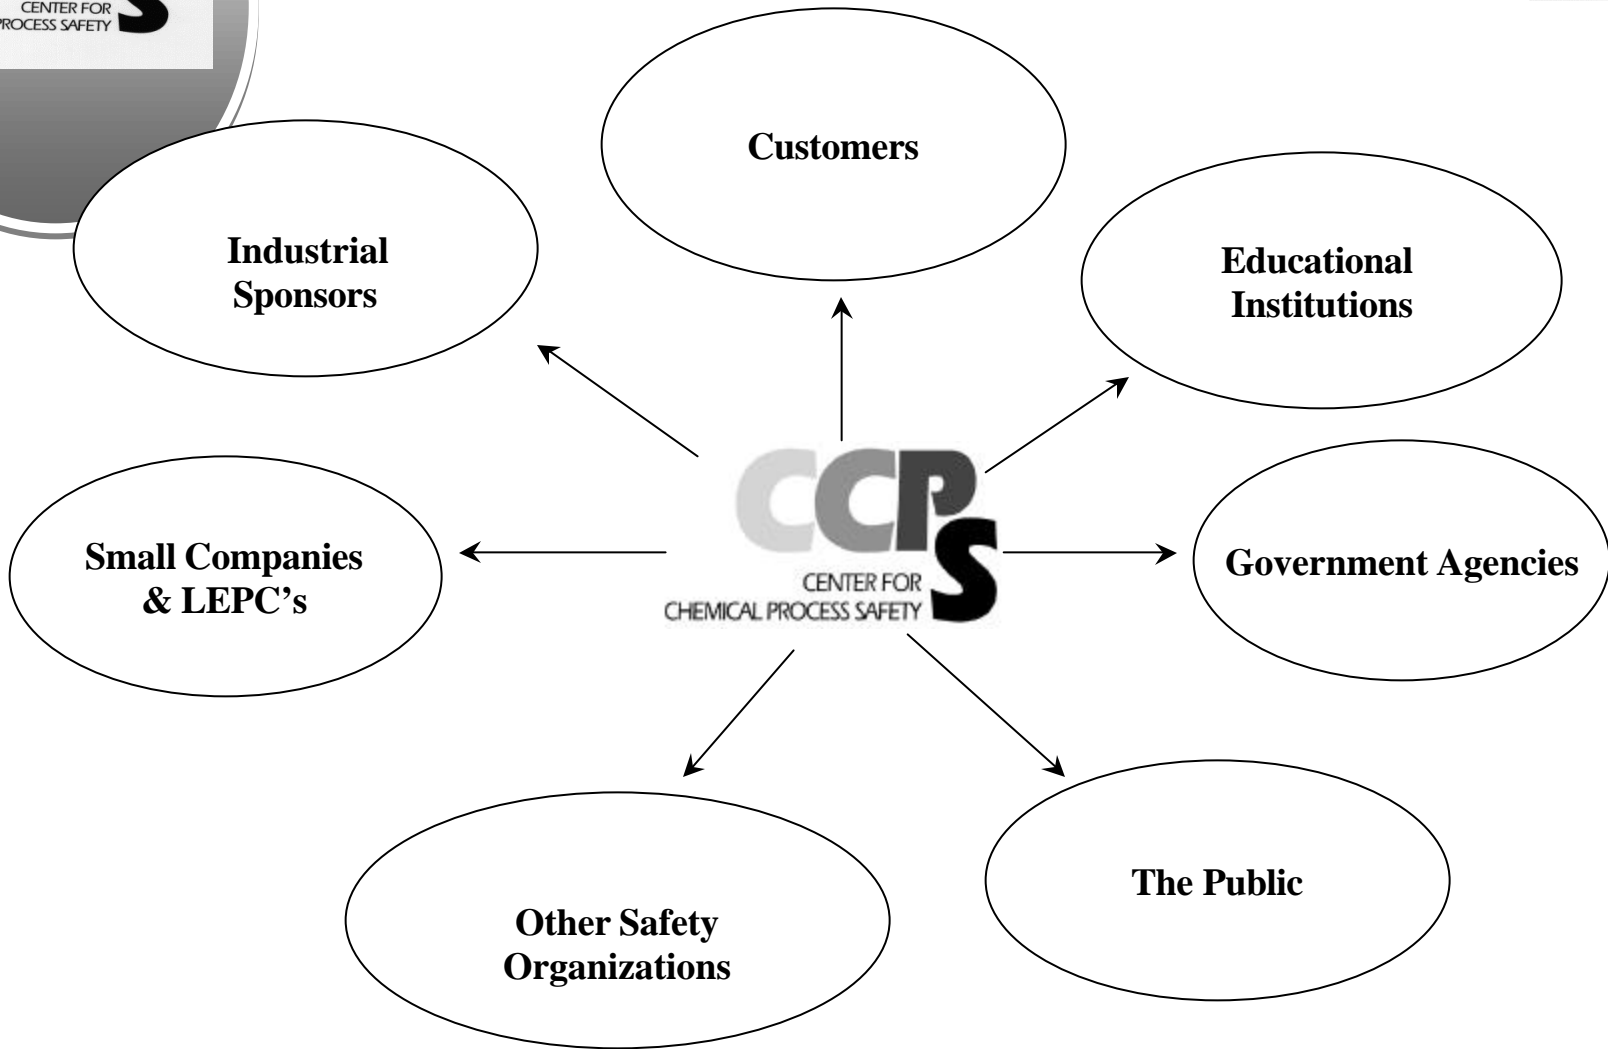 CENTER FOR
PROCESS SAFETY
S
Customers
Industrial
Sponsors
Educational
Institutions
CCPS
CENTER FOR
CHEMICAL PROCESS SAFETY
Small Companies
& LEPC’s
Government Agencies
Other Safety
Organizations
The Public